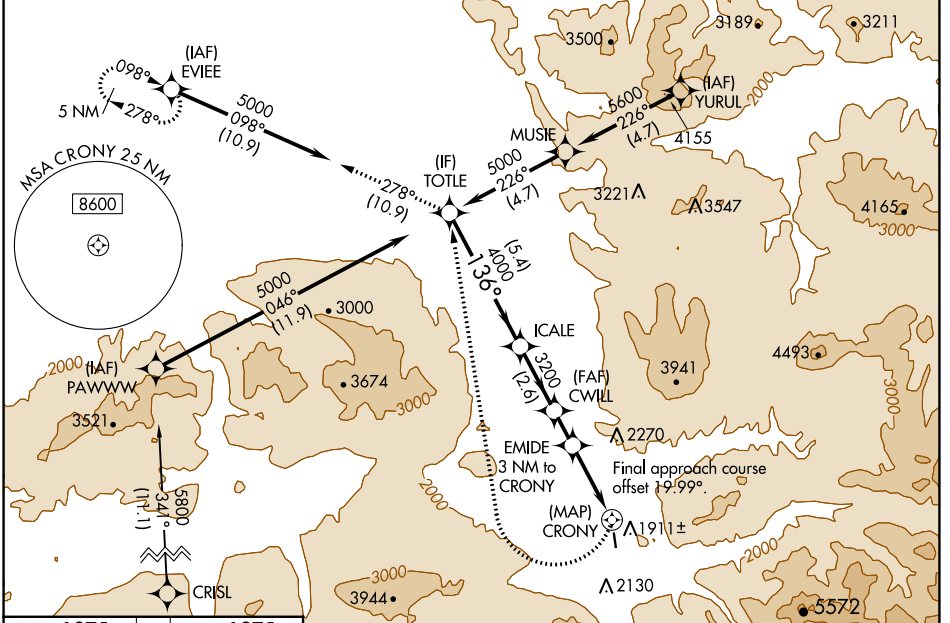 3500
3189
3211
(IAF)
EVIEE
098°
278°
5 NM
5000
098°
(10.9)
2000
(IAF)
YURUL
5600
226°
(4.7)
4155
MUSIE
5000
226°
(4.7)
(IF)
TOTLE
278°
(10.9)
MSA CRONY 25 NM
8600
3221
3547
4165
3000
5000
046°
(11.9)
3000
(5.4)
4000
136°
ICALE
2000
(IAF)
PAWWW
3674
3521
3000
3200
(2.6)
(FAF)
CWILL
3941
4493
3000
EMIDE
3 NM to
CRONY
2270
Final approach course
offset 19.99°.
2000
(MAP)
CRONY
1911±
5800
341°
(11.1)
CRISL
2000
2130
3000
3944
5572